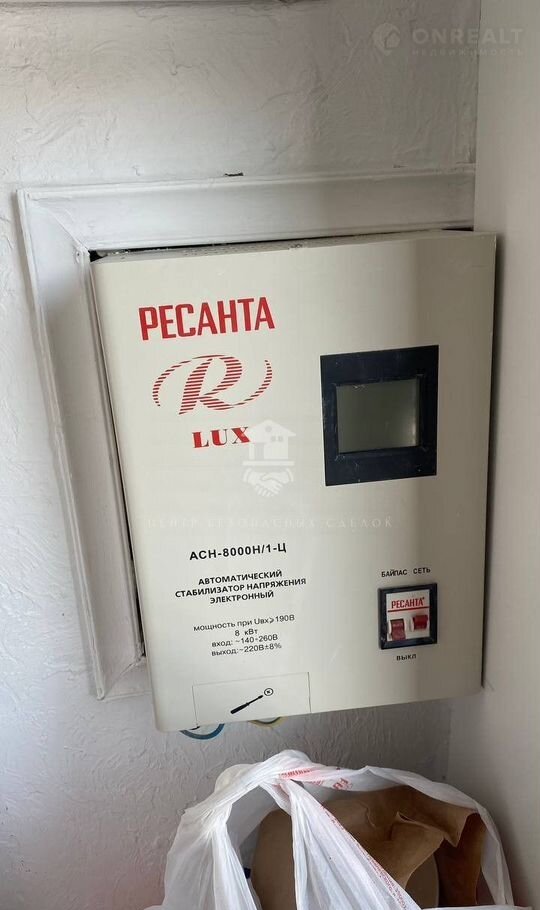 ONREALT
НЕДВИЖИМОСТЬ
РЕСАНТА
R
LUX
ЦЕНТР БЕЗОПАСНЫХ СДЕЛОК
АСН-8000Н/1-Ц
АВТОМАТИЧЕСКИЙ
СТАБИЛИЗАТОР НАПРЯЖЕНИЯ
ЭЛЕКТРОННЫЙ
мощность при Uвх⩾190В
8 кВт
вход: ~140-260В
выход:~220В±8%
БАЙПАС СЕТЬ
РЕСАНТА®
ВЫКЛ